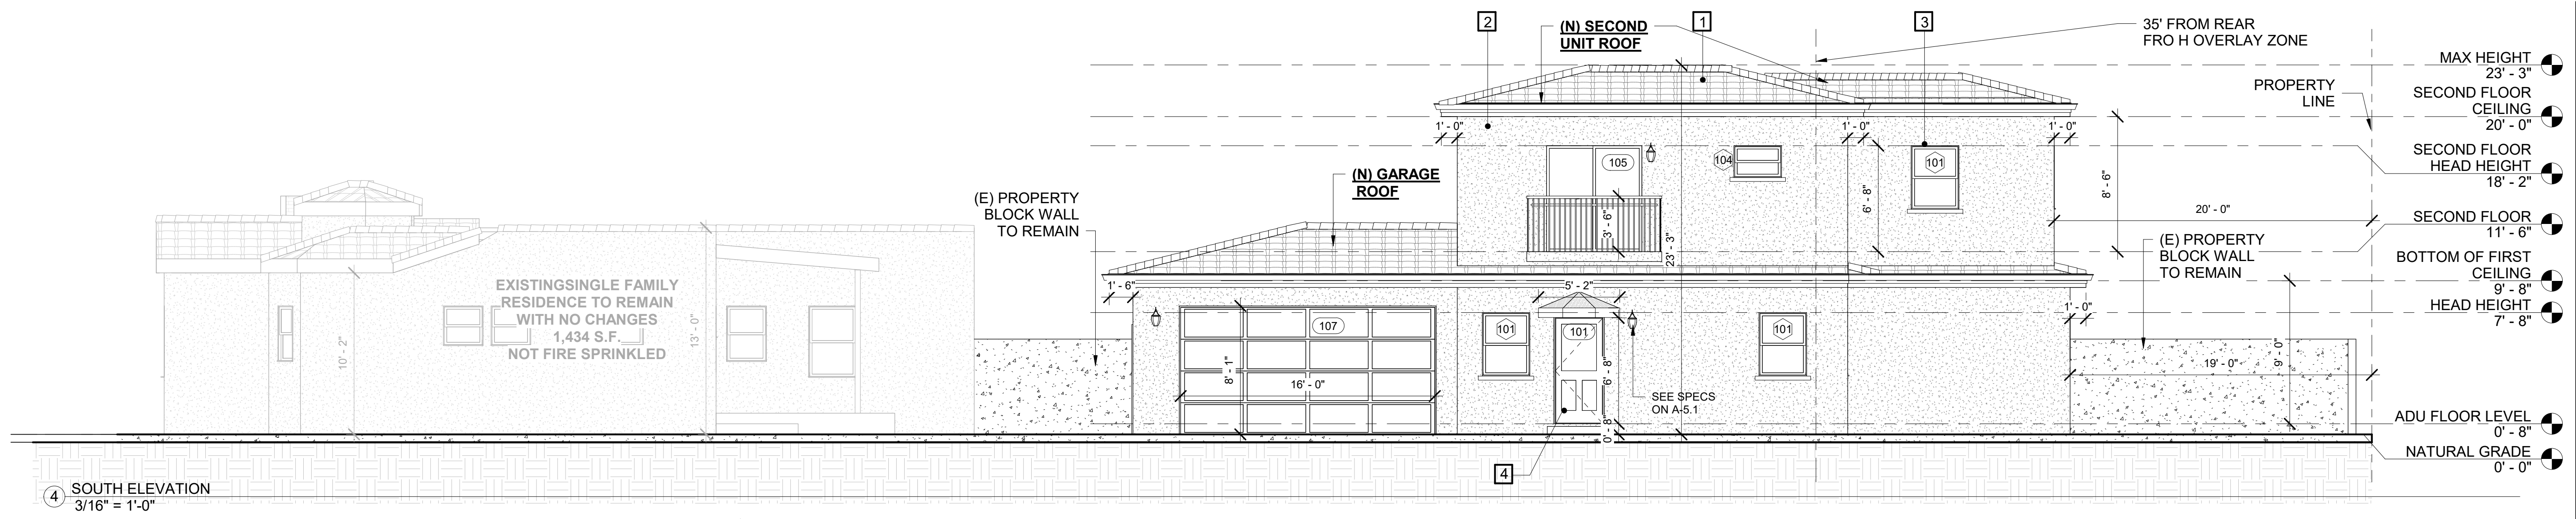 2
(N) SECOND
UNIT ROOF
1
3
35' FROM REAR
FRO H OVERLAY ZONE
MAX HEIGHT
23' - 3"
PROPERTY
LINE
SECOND FLOOR
CEILING
20' - 0"
1' - 0"
1' - 0"
1' - 0"
105
104
101
SECOND FLOOR
HEAD HEIGHT
18' - 2"
(N) GARAGE
ROOF
(E) PROPERTY
BLOCK WALL
TO REMAIN
3' - 6"
23' - 3"
6' - 8"
8' - 6"
20' - 0"
SECOND FLOOR
11' - 6"
(E) PROPERTY
BLOCK WALL
TO REMAIN
BOTTOM OF FIRST
CEILING
9' - 8"
HEAD HEIGHT
7' - 8"
EXISTINGSINGLE FAMILY
RESIDENCE TO REMAIN
WITH NO CHANGES
1,434 S.F.
NOT FIRE SPRINKLED
10' - 2"
13' - 0"
1' - 6"
5' - 2"
1' - 0"
107
101
101
101
8' - 1"
16' - 0"
6' - 8"
0' - 8"
9' - 0"
19' - 0"
SEE SPECS
ON A-5.1
ADU FLOOR LEVEL
0' - 8"
NATURAL GRADE
0' - 0"
4
4
SOUTH ELEVATION
3/16" = 1'-0"